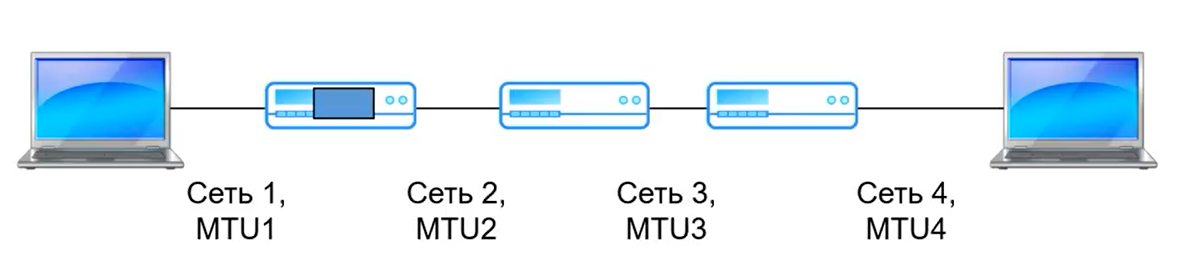 Сеть 1,
MTU1
Сеть 2,
MTU2
Сеть 3,
MTU3
Сеть 4,
MTU4